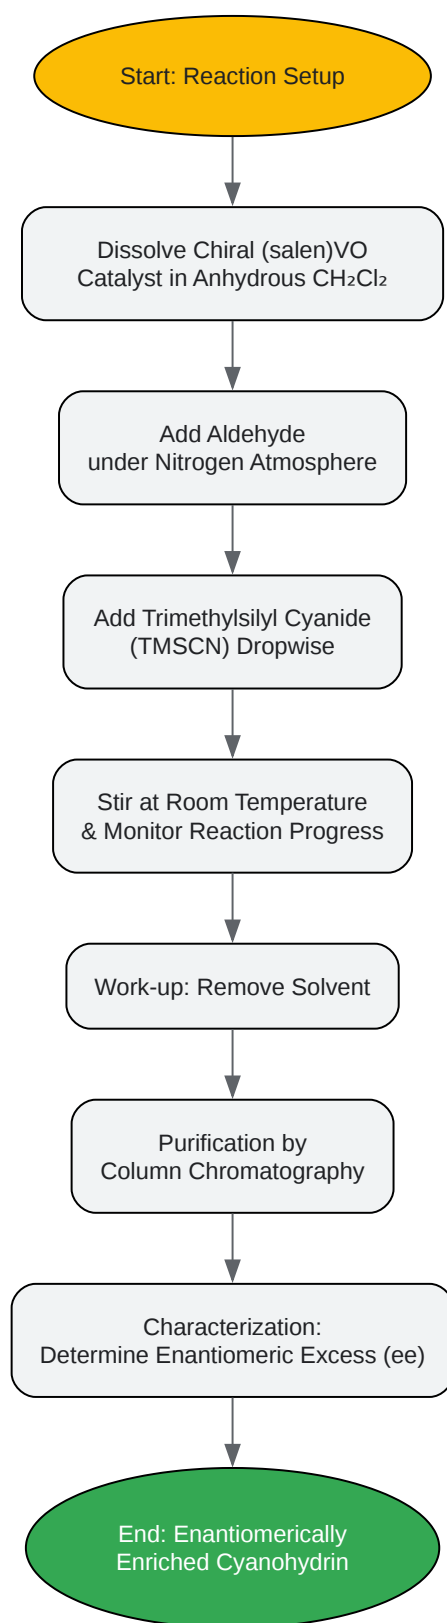 Start: Reaction Setup
Dissolve Chiral (salen)VO
Catalyst in Anhydrous CH₂Cl₂
Add Aldehyde
under Nitrogen Atmosphere
Add Trimethylsilyl Cyanide
(TMSCN) Dropwise
Stir at Room Temperature
& Monitor Reaction Progress
Work-up: Remove Solvent
Purification by
Column Chromatography
Characterization:
Determine Enantiomeric Excess (ee)
End: Enantiomerically
Enriched Cyanohydrin